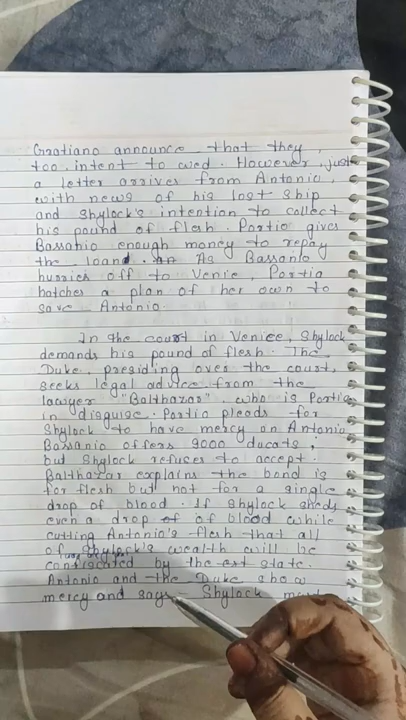 Gratiano announce that they
too intent to wed. However, just
a letter arrives from Antonio,
with news of his lost ship
and Shylock's intention to collect
his pound of flesh. Portio gives
Bassanio enough money to repay
the loand. As Bassanio
hurries off to Venice, Portia
hatches a plan of her own to
save Antonio.
In the court in Venice, Shylock
demands his pound of flesh. The
Duke, presiding over the court,
seeks legal advice from the
lawyer "Balthazar", who is Portia
in disguise. Portio pleads for
Shylock to have mercy on Antonio
Bassanio offers 9000 ducats;
but Shylock refuses to accept.
Balthazar explains the bond is
for flesh but not for a single
drop of blood. If Shylock sheds
even a drop of of blood while
cutting Antonio's flesh that all
of Shylock's wealth will be
confiscated by the state.
Antonio and the Duke show
mercy and says - Shylock